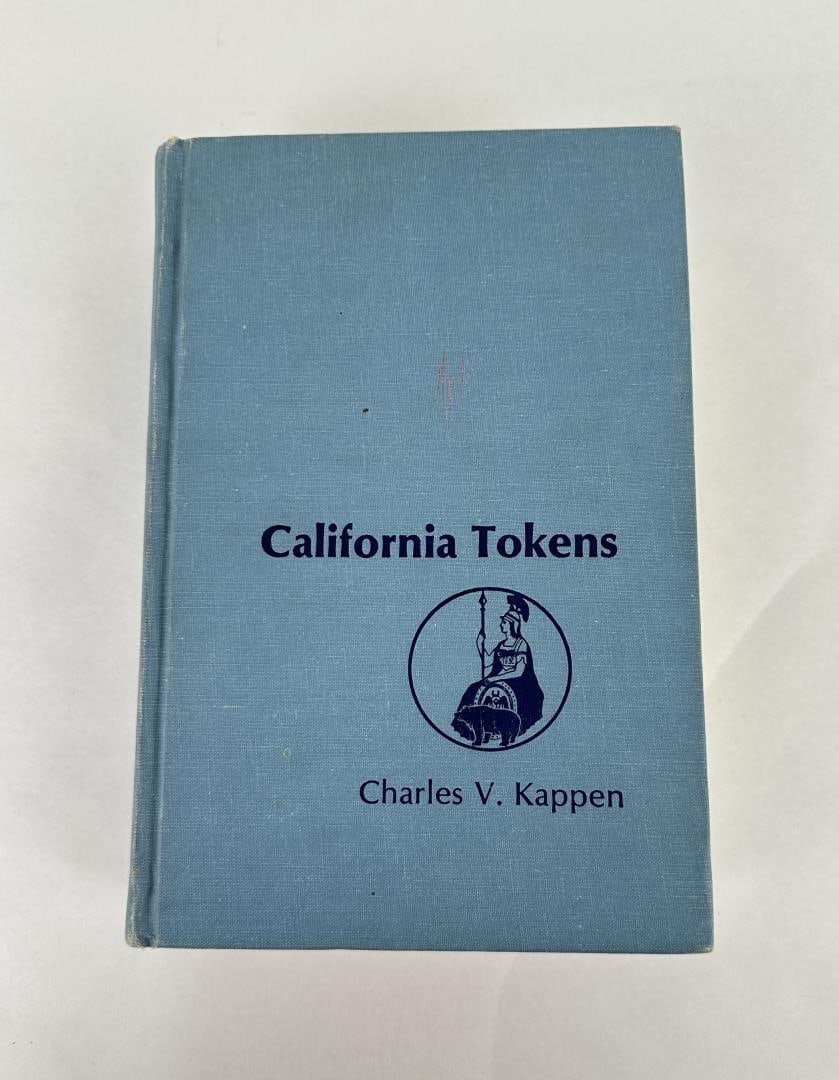 California Tokens
Charles V. Kappen